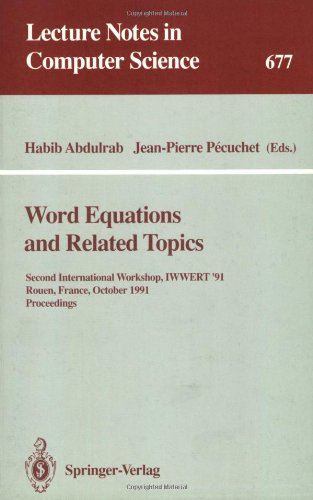 Lecture Notes in
Computer Science 677
Habib Abdulrab Jean-Pierre Pécuchet (Eds.)
Word Equations
and Related Topics
Second International Workshop, IWWERT '91
Rouen, France, October 1991
Proceedings
Springer-Verlag